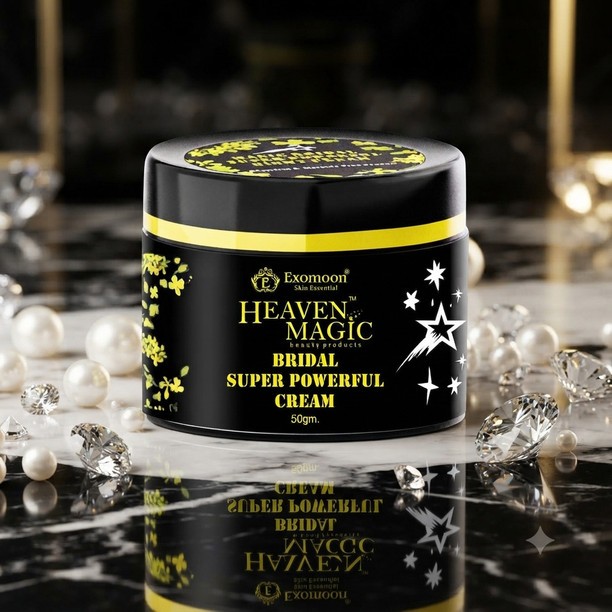 Exomoon®
Skin Essential
HEAVEN™
MAGIC
beauty products
BRIDAL
SUPER POWERFUL
CREAM
50gm.